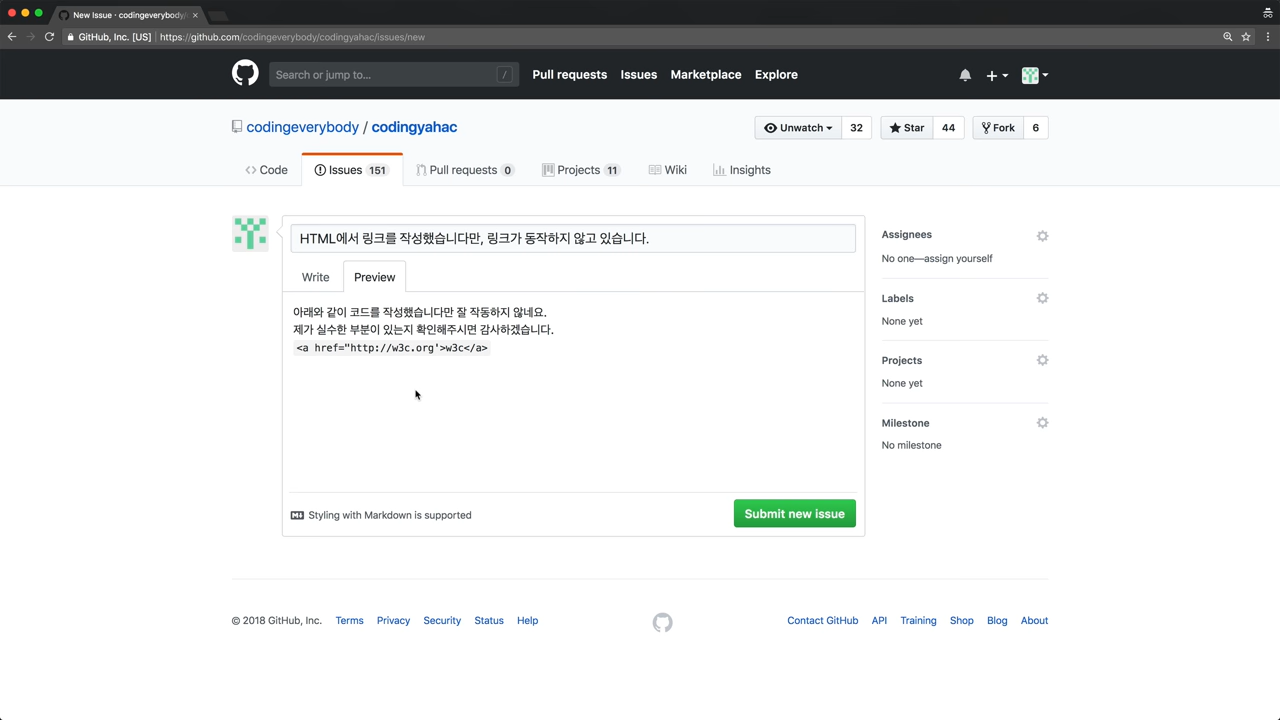 New Issue · codingeverybody/
GitHub, Inc. [US] | https://github.com/codingeverybody/codingyahac/issues/new
Search or jump to... / Pull requests Issues Marketplace Explore
codingeverybody / codingyahac Unwatch 32 Star 44 Fork 6
Code Issues 151 Pull requests 0 Projects 11 Wiki Insights
HTML에서 링크를 작성했습니다만, 링크가 동작하지 않고 있습니다.
Write Preview
아래와 같이 코드를 작성했습니다만 잘 작동하지 않네요.
제가 실수한 부분이 있는지 확인해주시면 감사하겠습니다.
<a href="http://w3c.org'>w3c</a>
Styling with Markdown is supported
Submit new issue
Assignees
No one—assign yourself
Labels
None yet
Projects
None yet
Milestone
No milestone
© 2018 GitHub, Inc. Terms Privacy Security Status Help Contact GitHub API Training Shop Blog About